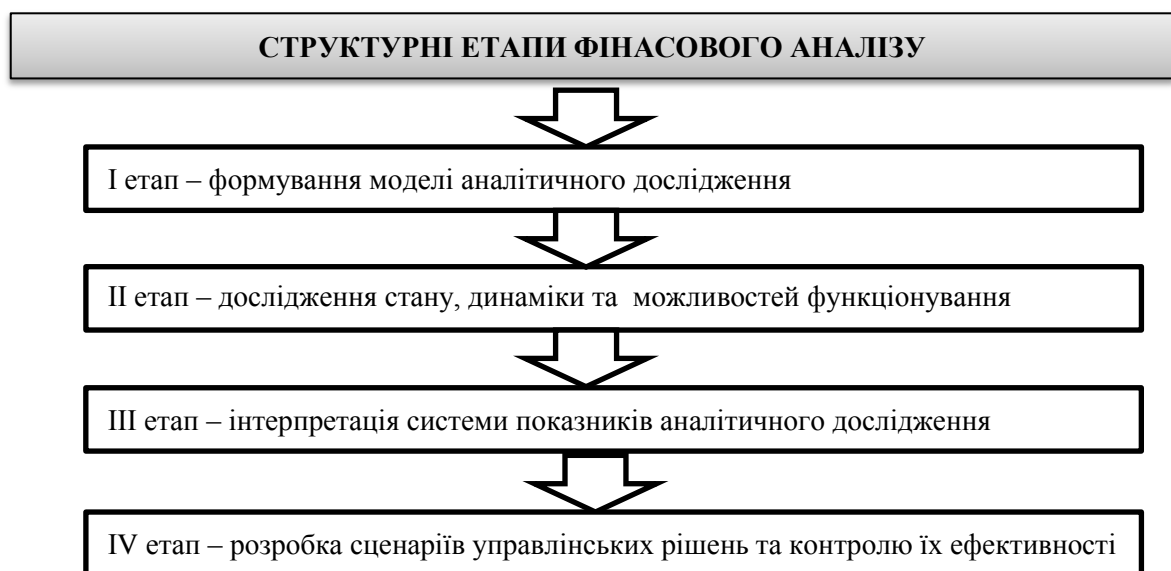 СТРУКТУРНІ ЕТАПИ ФІНАСОВОГО АНАЛІЗУ
І етап – формування моделі аналітичного дослідження
ІІ етап – дослідження стану, динаміки та можливостей функціонування
ІІІ етап – інтерпретація системи показників аналітичного дослідження
IV етап – розробка сценаріїв управлінських рішень та контролю їх ефективності